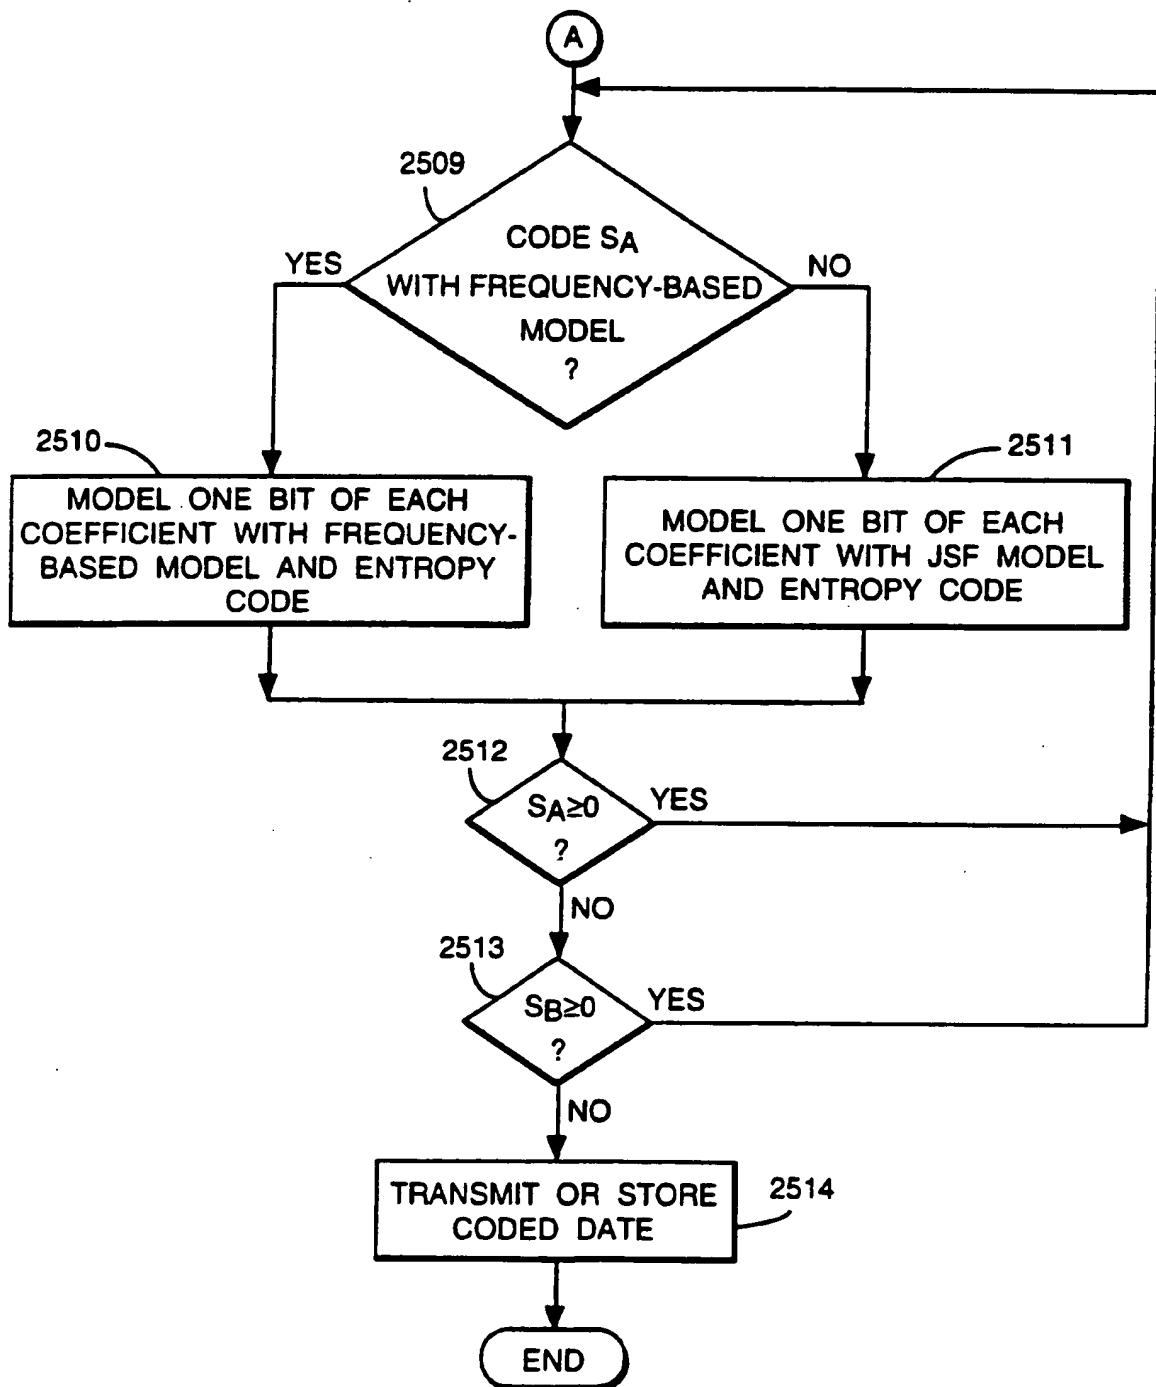 A
2509
CODE SA
YES
NO
WITH FREQUENCY-BASED
MODEL
?
2510
2511
MODEL ONE BIT OF EACH
COEFFICIENT WITH FREQUENCY-
BASED MODEL AND ENTROPY
CODE
MODEL ONE BIT OF EACH
COEFFICIENT WITH JSF MODEL
AND ENTROPY CODE
2512
SA≥0
?
YES
NO
2513
SB≥0
?
YES
NO
TRANSMIT OR STORE
CODED DATE
2514
END